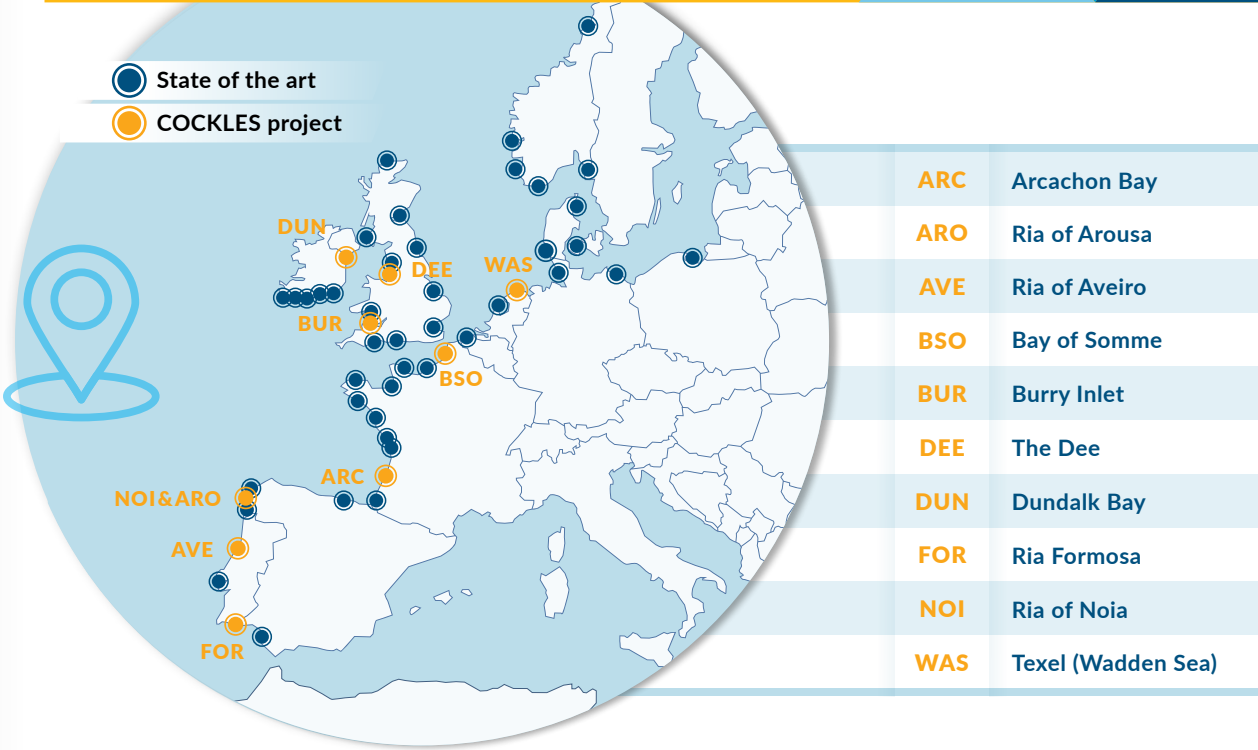 State of the art
COCKLES project
DUN
DEE
WAS
BUR
BSO
ARC
NOI&ARO
AVE
FOR
ARC Arcachon Bay
ARO Ria of Arousa
AVE Ria of Aveiro
BSO Bay of Somme
BUR Burry Inlet
DEE The Dee
DUN Dundalk Bay
FOR Ria Formosa
NOI Ria of Noia
WAS Texel (Wadden Sea)